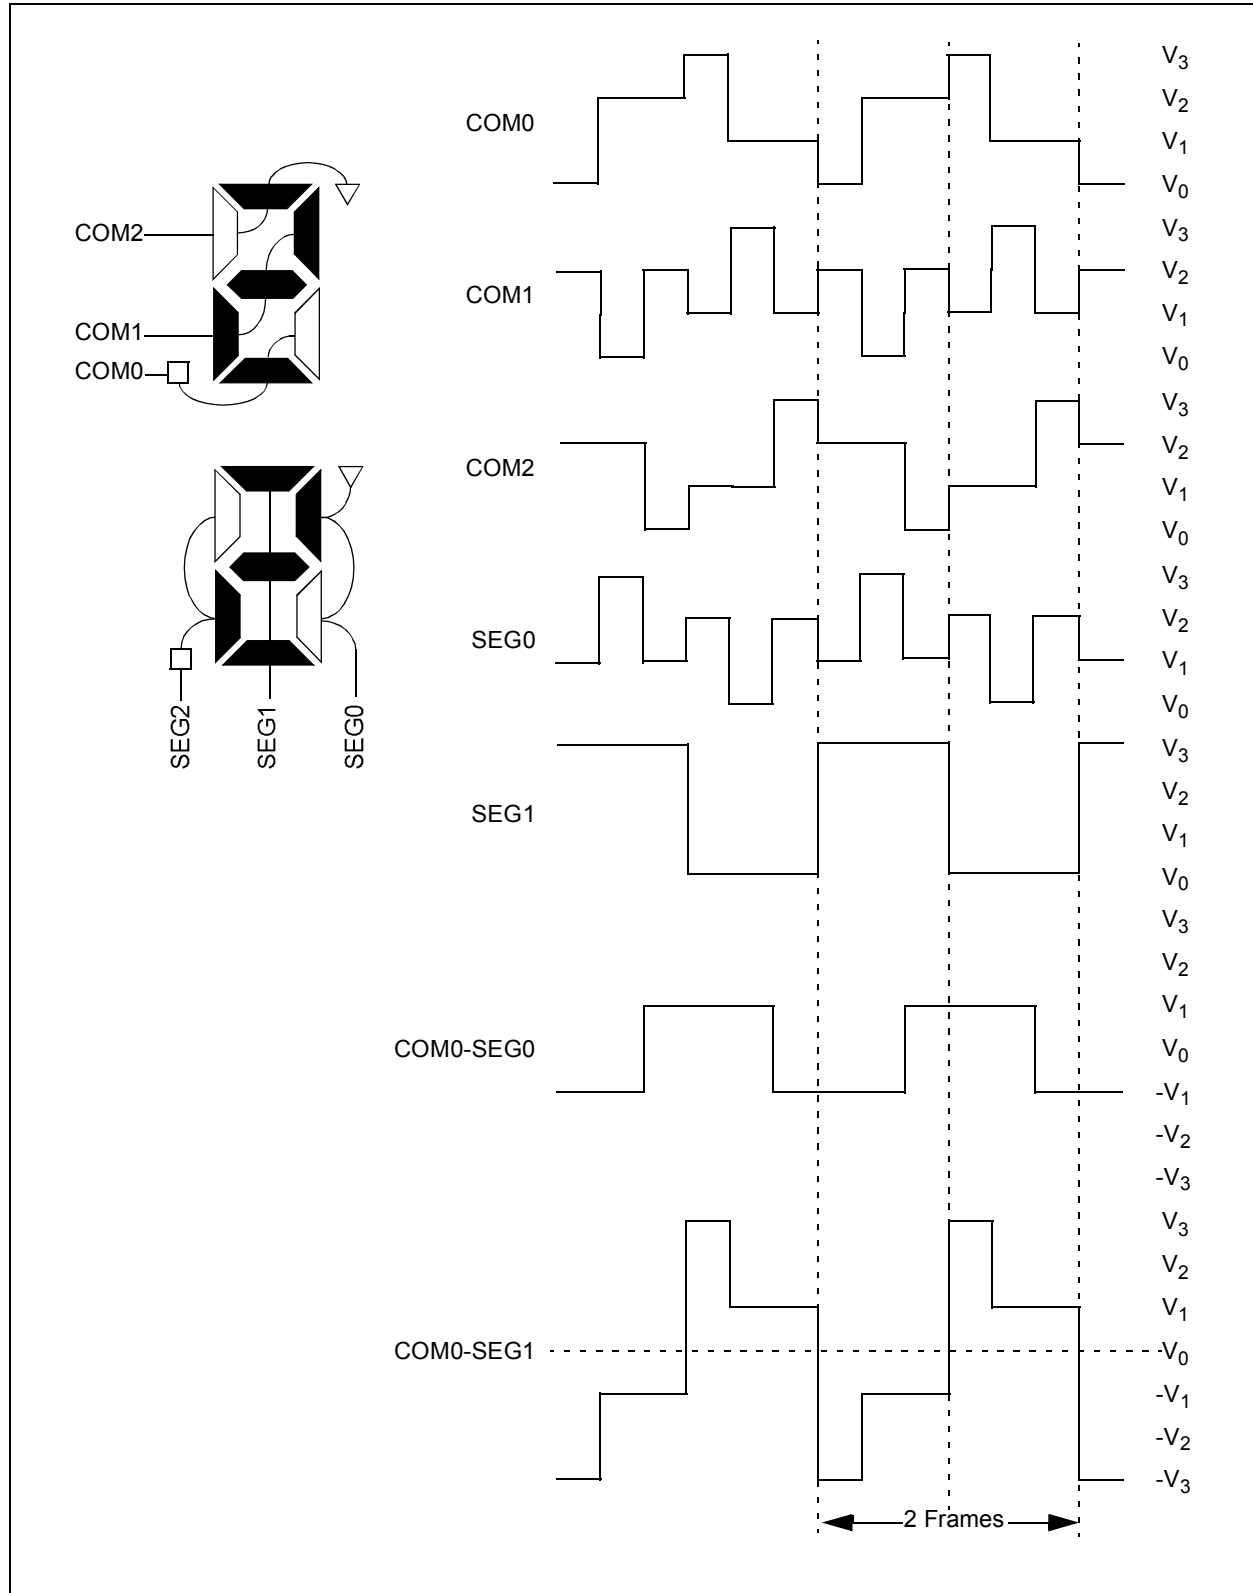 COM2
COM1
COM0
SEG2
SEG1
SEG0
COM0
V3
V2
V1
V0
COM1
V3
V2
V1
V0
COM2
V3
V2
V1
V0
SEG0
V3
V2
V1
V0
SEG1
V3
V2
V1
V0
COM0-SEG0
V3
V2
V1
V0
-V1
-V2
-V3
COM0-SEG1
V3
V2
V1
V0
-V1
-V2
-V3
2 Frames